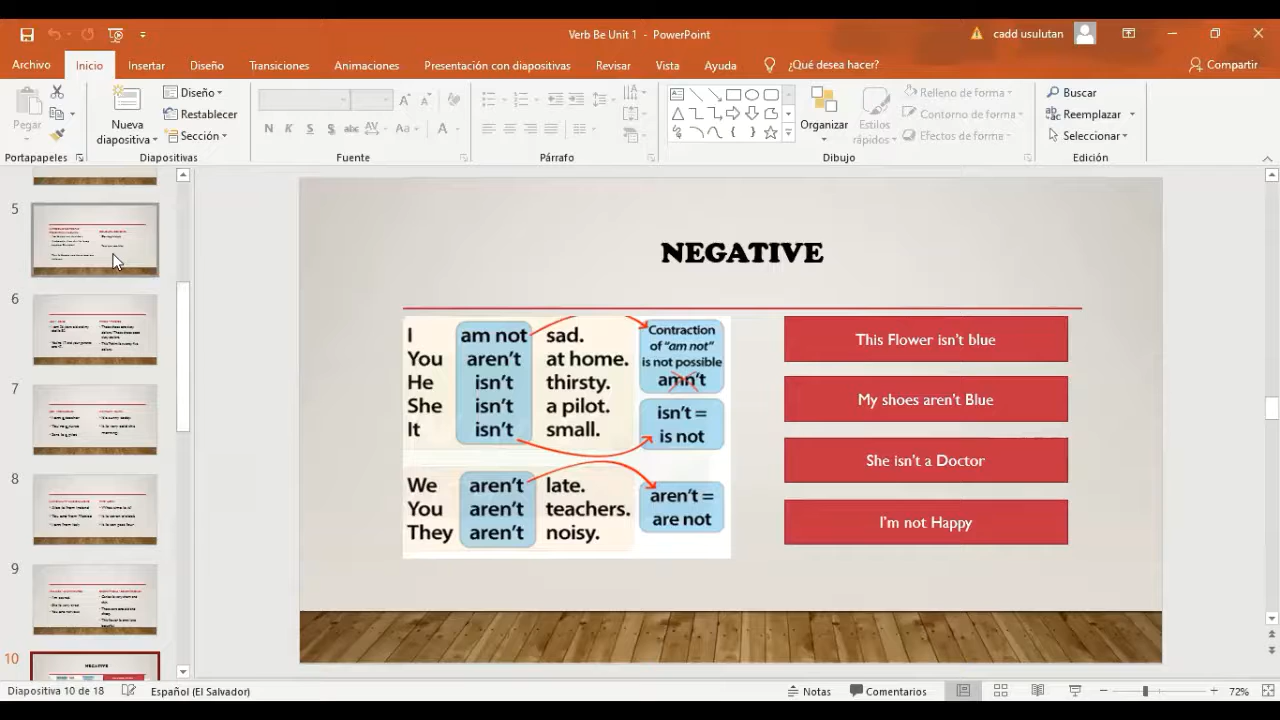 Verb Be Unit 1 - PowerPoint
cadd usulutan
Archivo Inicio Insertar Diseño Transiciones Animaciones Presentación con diapositivas Revisar Vista Ayuda ¿Qué desea hacer? Compartir
Pegar
Nueva diapositiva
Diseño
Restablecer
Sección
N K S S abc AV Aa A
Organizar
Estilos rápidos
Relleno de forma
Contorno de forma
Efectos de forma
Buscar
Reemplazar
Seleccionar
Portapapeles Diapositivas Fuente Párrafo Dibujo Edición
5
6
7
8
9
10
NEGATIVE
NEGATIVE
I am not sad.
You aren't at home.
He isn't thirsty.
She isn't a pilot.
It isn't small.
We aren't late.
You aren't teachers.
They aren't noisy.
Contraction
of "am not"
is not possible
amn't
isn't =
is not
aren't =
are not
This Flower isn't blue
My shoes aren't Blue
She isn't a Doctor
I'm not Happy
Diapositiva 10 de 18 Español (El Salvador) Notas Comentarios 72%